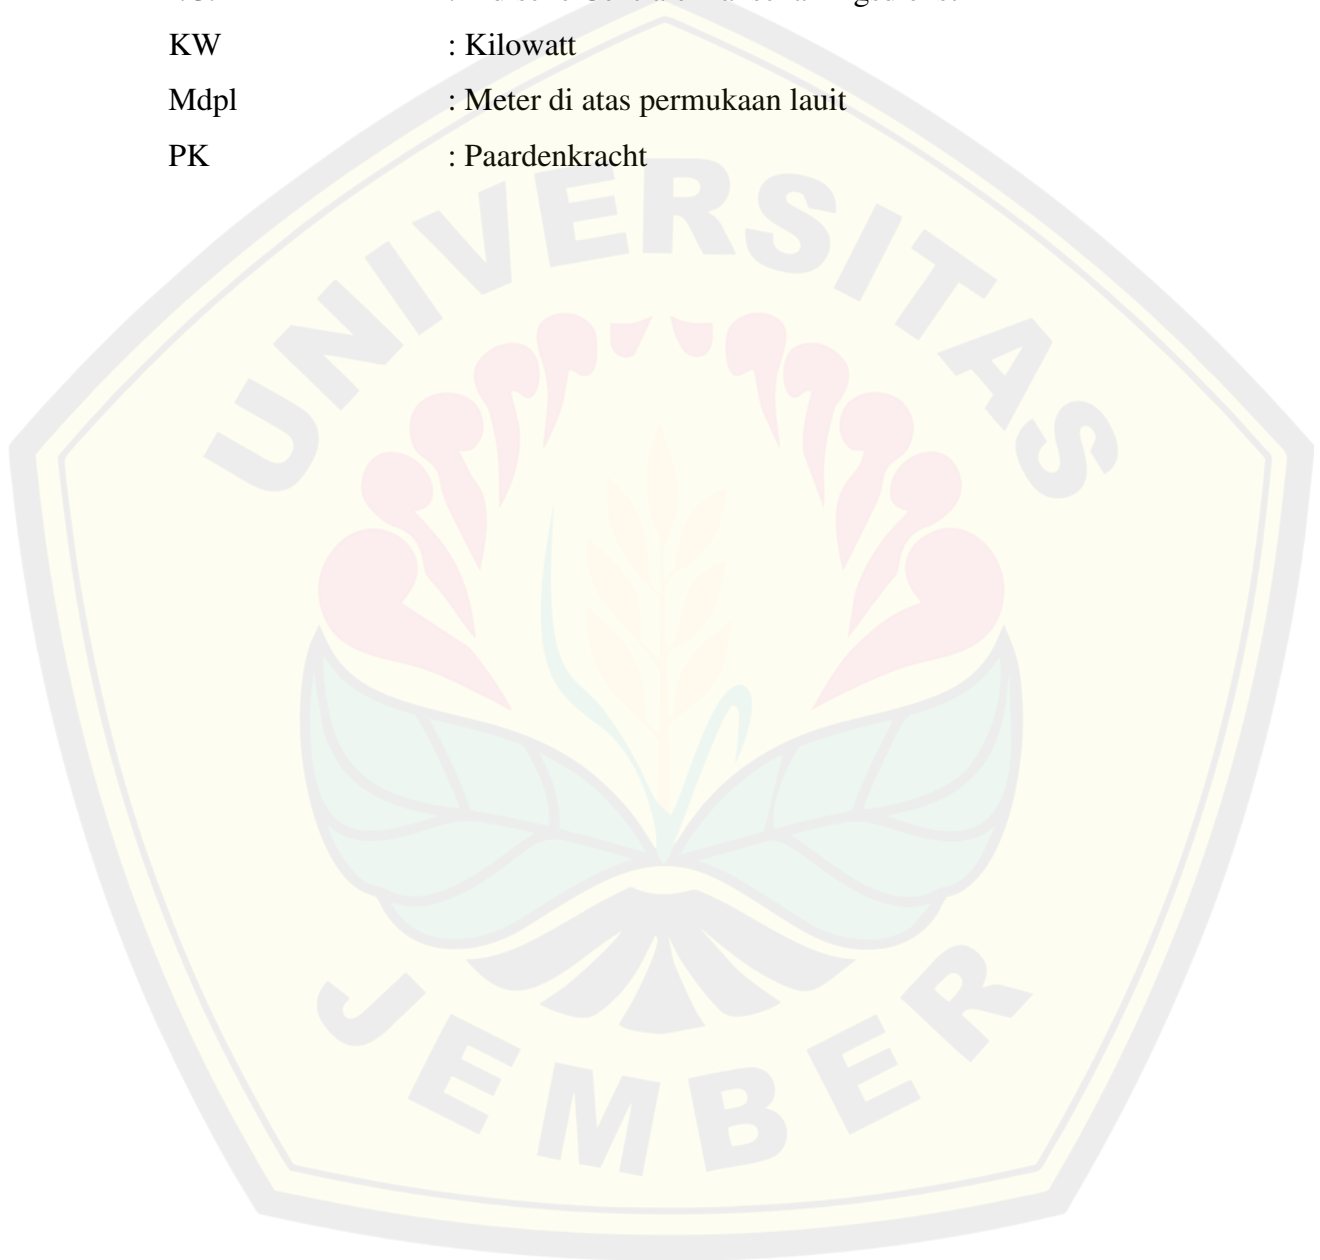 KW : Kilowatt
Mdpl : Meter di atas permukaan lauit
PK : Paardenkracht
UNIVERSITAS
JEMBER